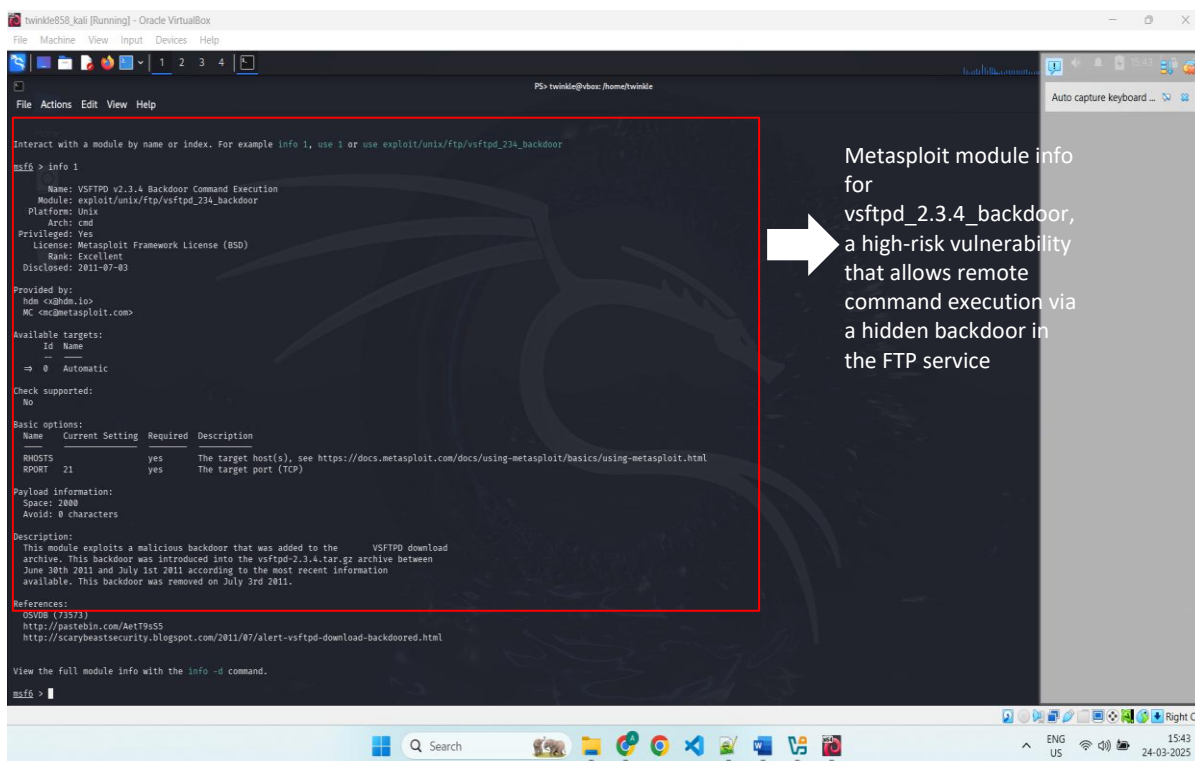 twinkle858_kali [Running] - Oracle VirtualBox
File Machine View Input Devices Help
1 2 3 4
15:43
PS> twinkle@vbox: /home/twinkle
Auto capture keyboard ...
File Actions Edit View Help
Interact with a module by name or index. For example info 1, use 1 or use exploit/unix/ftp/vsftpd_234_backdoor
msf6 > info 1
Name: VSFTPD v2.3.4 Backdoor Command Execution
Module: exploit/unix/ftp/vsftpd_234_backdoor
Platform: Unix
Arch: cmd
Privileged: Yes
License: Metasploit Framework License (BSD)
Rank: Excellent
Disclosed: 2011-07-03
Provided by:
hdm <x@hdm.io>
MC <mc@metasploit.com>
Available targets:
Id Name
-- ----
⇒ 0 Automatic
Check supported:
No
Basic options:
Name Current Setting Required Description
RHOSTS yes The target host(s), see https://docs.metasploit.com/docs/using-metasploit/basics/using-metasploit.html
RPORT 21 yes The target port (TCP)
Payload information:
Space: 2000
Avoid: 0 characters
Description:
This module exploits a malicious backdoor that was added to the VSFTPD download
archive. This backdoor was introduced into the vsftpd-2.3.4.tar.gz archive between
June 30th 2011 and July 1st 2011 according to the most recent information
available. This backdoor was removed on July 3rd 2011.
References:
OSVDB (73573)
http://pastebin.com/AetT9sS5
http://scarybeastsecurity.blogspot.com/2011/07/alert-vsftpd-download-backdoored.html
View the full module info with the info -d command.
msf6 >
Metasploit module info
for
vsftpd_2.3.4_backdoor,
a high-risk vulnerability
that allows remote
command execution via
a hidden backdoor in
the FTP service
Right C
Search
ENG
US
15:43
24-03-2025